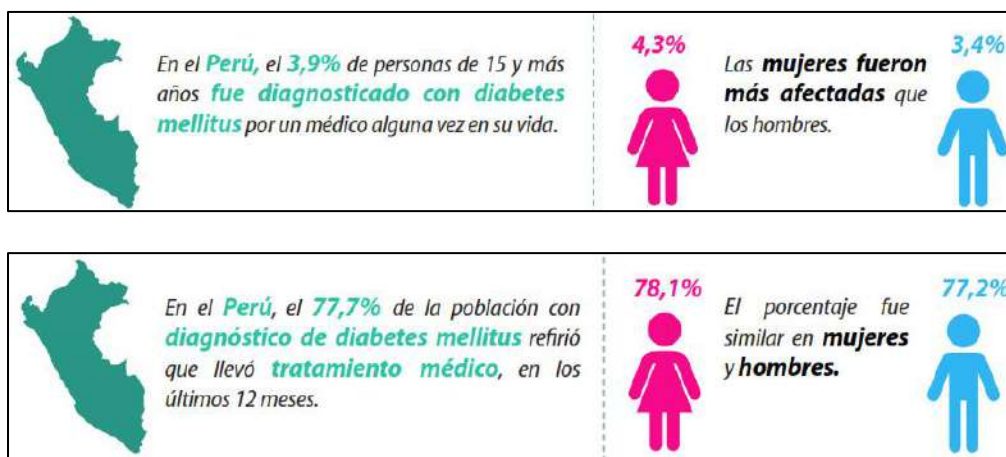 En el Perú, el 3,9% de personas de 15 y más
años fue diagnosticado con diabetes
mellitus por un médico alguna vez en su vida.
4,3%
Las mujeres fueron
más afectadas que
los hombres.
3,4%
En el Perú, el 77,7% de la población con
diagnóstico de diabetes mellitus refirió
que llevó tratamiento médico, en los
últimos 12 meses.
78,1%
El porcentaje fue
similar en mujeres
y hombres.
77,2%